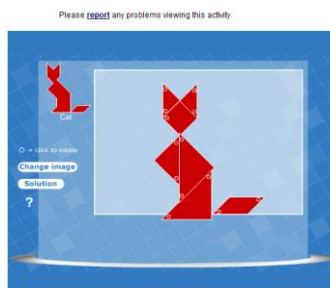 Please report any problems viewing this activity.
Cat
O = click to rotate
Change image
Solution
?